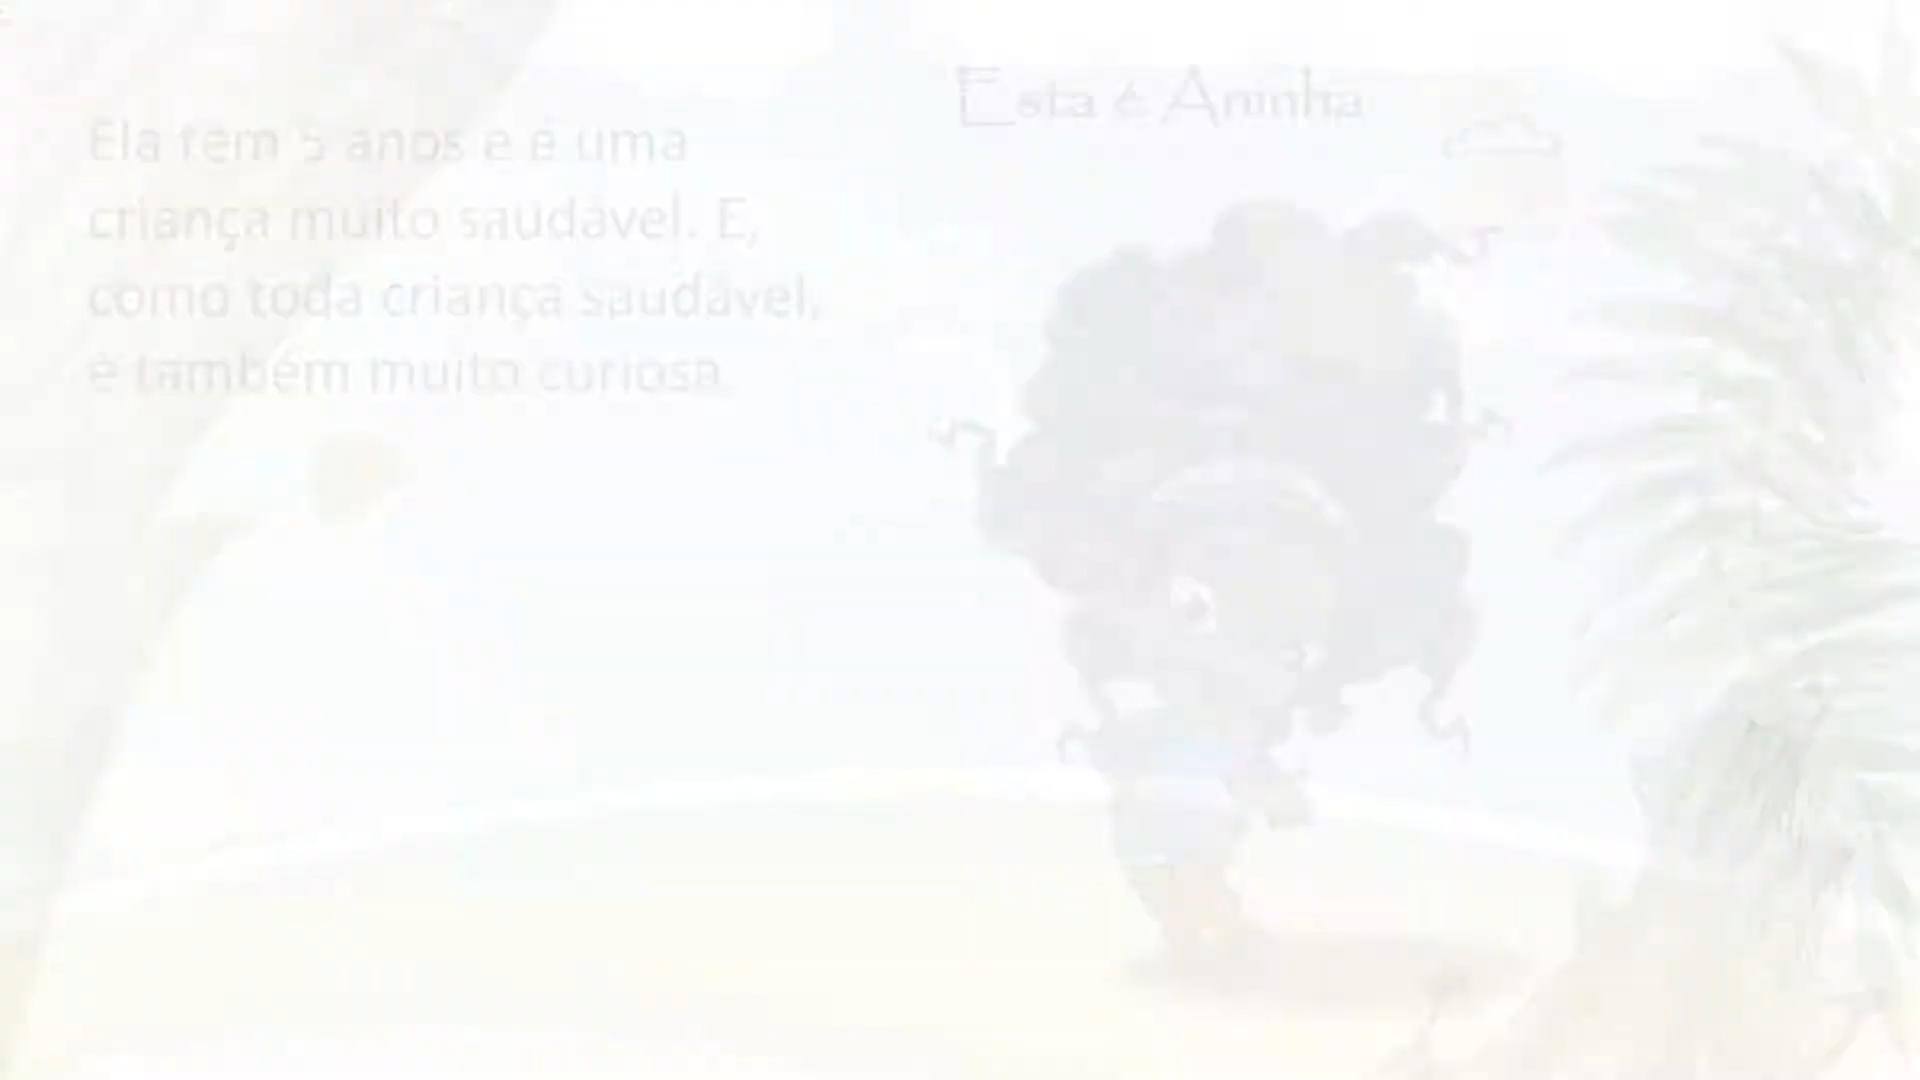 Esta é Aninha
Ela tem 5 anos e é uma
criança muito saudável. E,
como toda criança saudável,
é também muito curiosa.